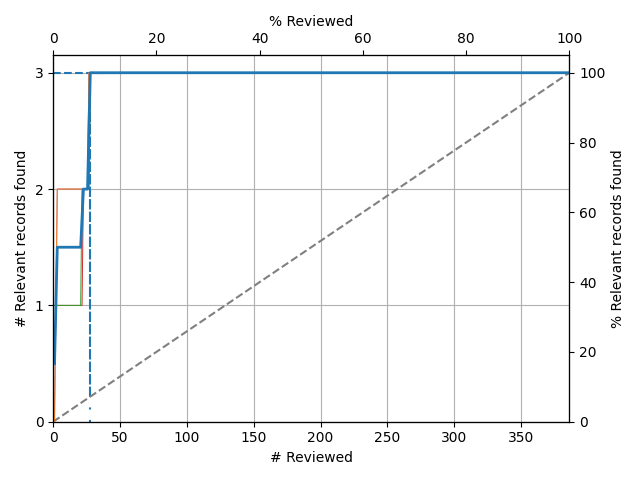 % Reviewed
0 20 40 60 80 100
# Relevant records found
3
2
1
0
100
80
60
40
20
0
% Relevant records found
0 50 100 150 200 250 300 350
# Reviewed